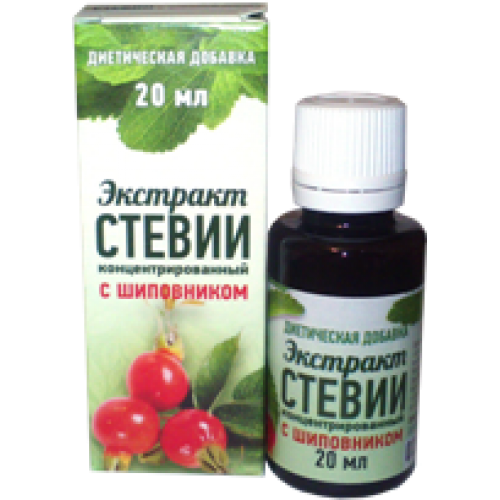 ДИЕТИЧЕСКАЯ ДОБАВКА
20 мл
Экстракт
СТЕВИИ
концентрированный
с шиповником
ДИЕТИЧЕСКАЯ ДОБАВКА
Экстракт
СТЕВИИ
концентрированный
с шиповником
20 мл